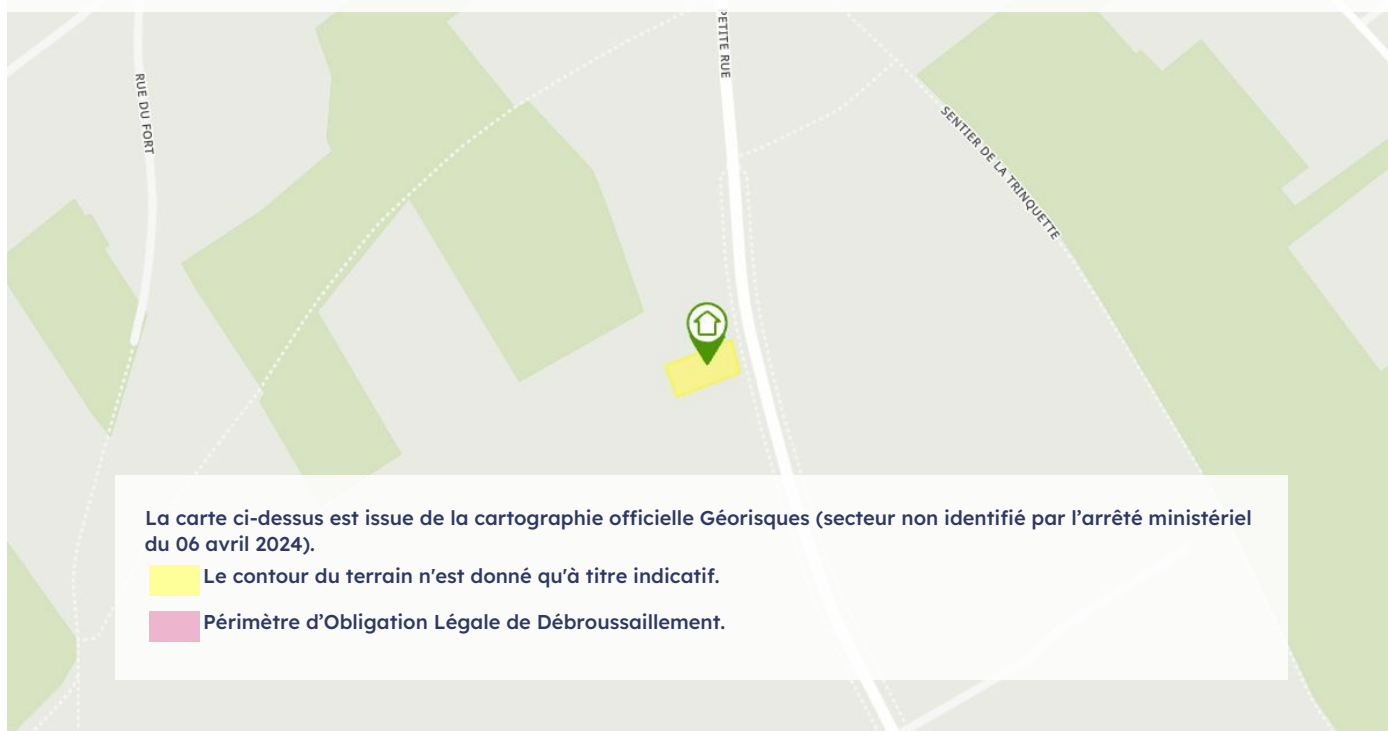 PETITE RUE
RUE DU FORT
SENTIER DE LA TRINQUETTE
La carte ci-dessus est issue de la cartographie officielle Géorisques (secteur non identifié par l’arrêté ministériel
du 06 avril 2024).
Le contour du terrain n'est donné qu'à titre indicatif.
Périmètre d’Obligation Légale de Débroussaillement.